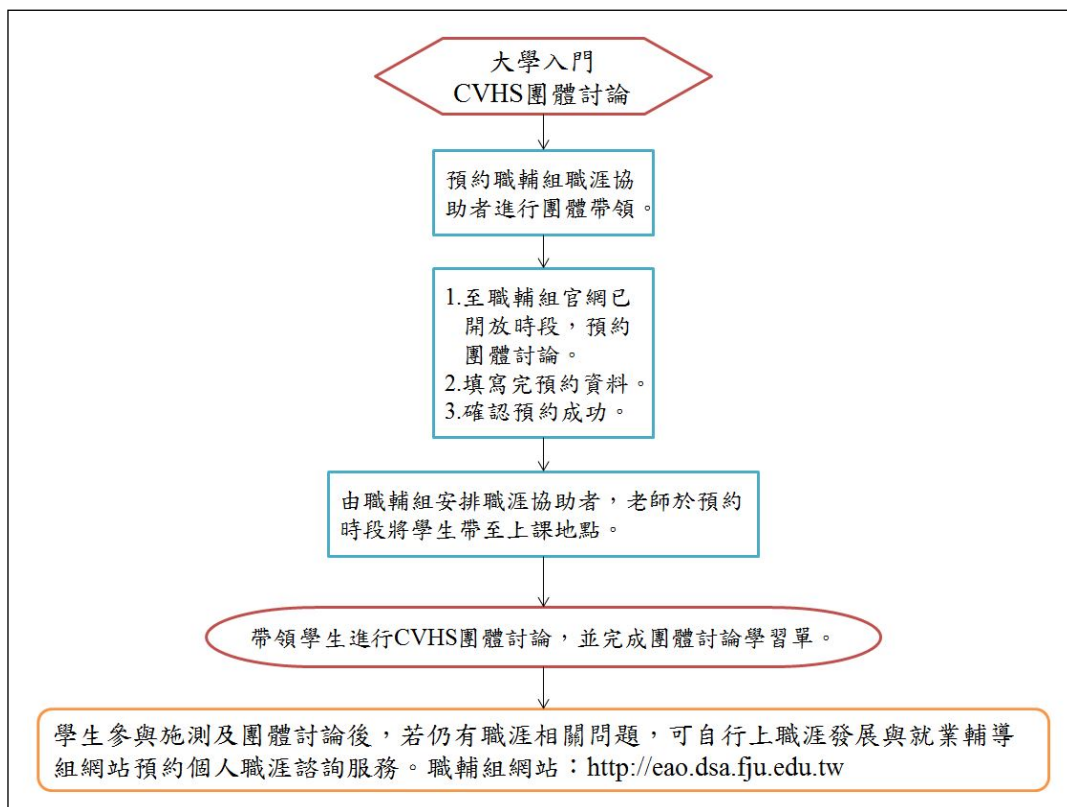 大學入門
CVHS團體討論
預約職輔組職涯協
助者進行團體帶領。
1.至職輔組官網已
開放時段，預約
團體討論。
2.填寫完預約資料。
3.確認預約成功。
由職輔組安排職涯協助者，老師於預約
時段將學生帶至上課地點。
帶領學生進行CVHS團體討論，並完成團體討論學習單。
學生參與施測及團體討論後，若仍有職涯相關問題，可自行上職涯發展與就業輔導
組網站預約個人職涯諮詢服務。職輔組網站：http://eao.dsa.fju.edu.tw